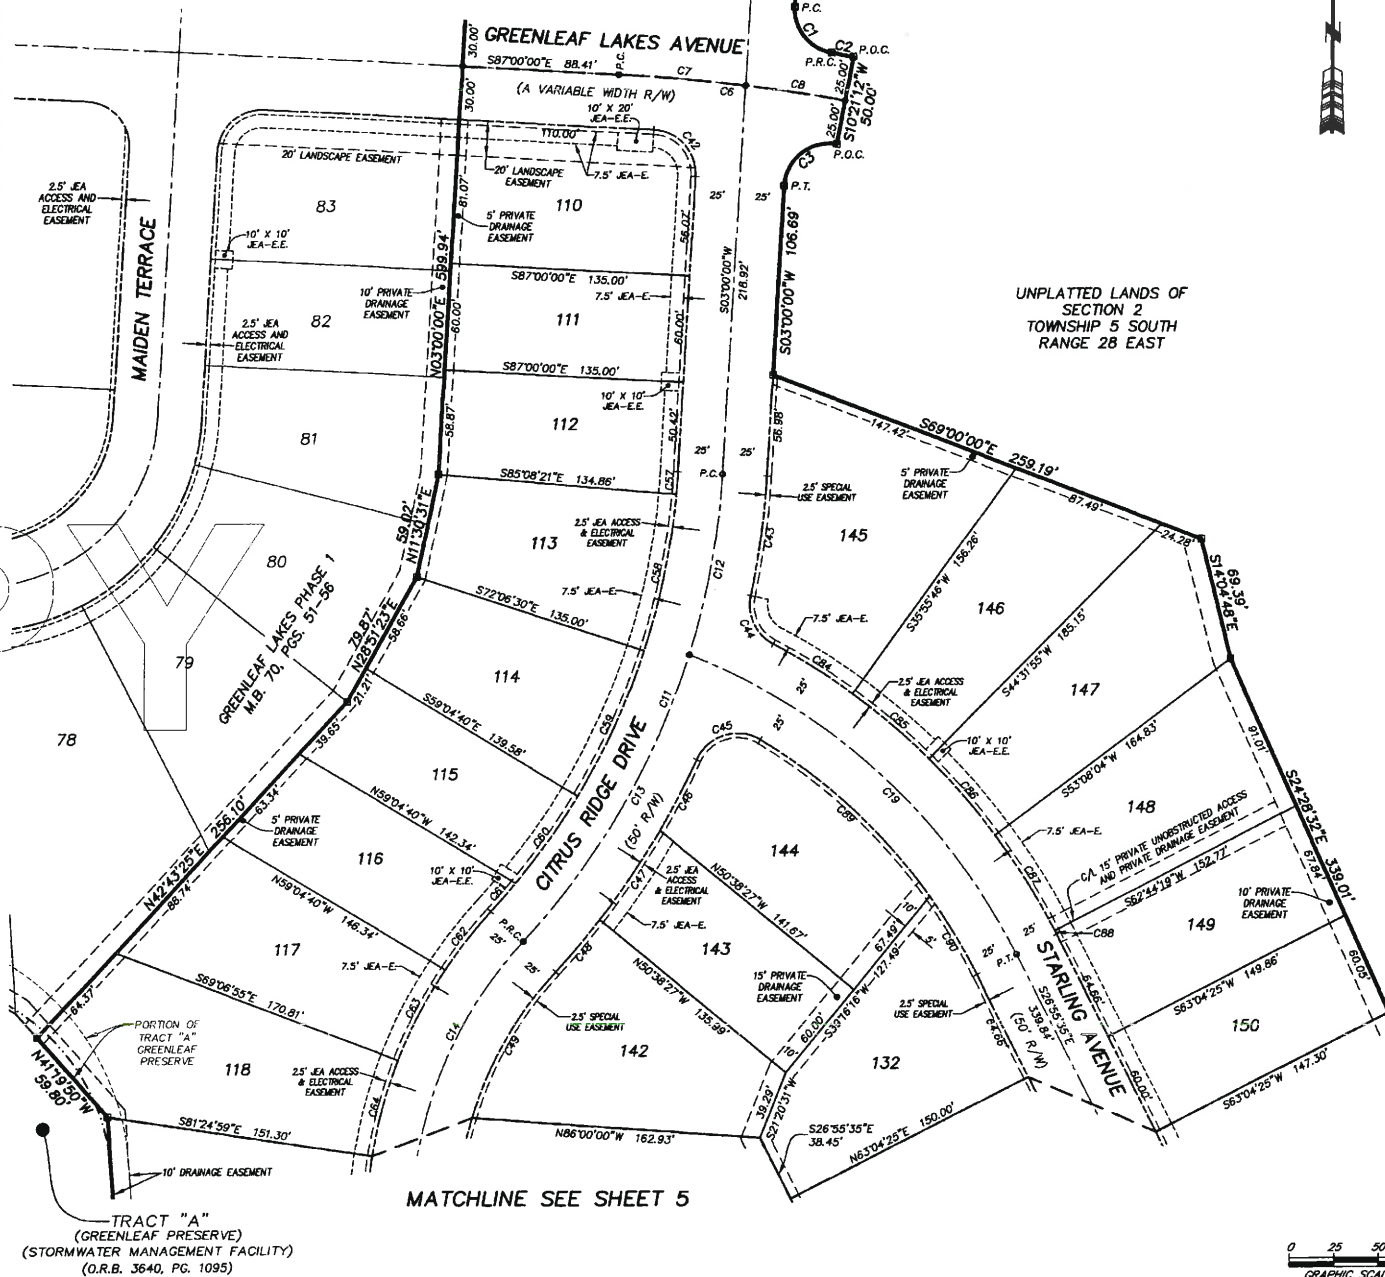 P.C.
C1
C2
P.O.C.
P.R.C.
30.00'
GREENLEAF LAKES AVENUE
S87°00'00"E 88.41'
P.C.
C7
C6
C8
(A VARIABLE WIDTH R/W)
30.00'
25.00'
25.00'
S10°21'12"W
50.00'
P.O.C.
C3
P.T.
10' X 20'
JEA-E.E.
110.00'
C42
20' LANDSCAPE EASEMENT
20' LANDSCAPE
EASEMENT
7.5' JEA-E.
2.5' JEA
ACCESS AND
ELECTRICAL
EASEMENT
MAIDEN TERRACE
83
81.07'
5' PRIVATE
DRAINAGE
EASEMENT
110
56.07'
25'
25'
10' X 10'
JEA-E.E.
N03°00'00"E 599.94'
S87°00'00"E 135.00'
7.5' JEA-E.
10' PRIVATE
DRAINAGE
EASEMENT
60.00'
S03°00'00"W
218.92'
S03°00'00"W 106.69'
UNPLATTED LANDS OF
SECTION 2
TOWNSHIP 5 SOUTH
RANGE 28 EAST
82
2.5' JEA
ACCESS AND
ELECTRICAL
EASEMENT
111
60.00'
S87°00'00"E 135.00'
10' X 10'
JEA-E.E.
81
58.87'
112
50.42'
25'
25'
P.C.
56.98'
147.42'
S69°00'00"E 259.19'
5' PRIVATE
DRAINAGE
EASEMENT
87.49'
24.28'
S85°08'21"E 134.86'
C57
2.5' SPECIAL
USE EASEMENT
59.02'
N11°30'31"E
113
2.5' JEA ACCESS
& ELECTRICAL
EASEMENT
C43
145
80
GREENLEAF LAKES PHASE 1
M.B. 70, PGS. 51-56
C58
C12
S35°55'46"W 156.26'
69.39'
S14°04'48"E
7.5' JEA-E.
S72°06'30"E
135.00'
79.87'
N28°51'23"E
58.66'
C44
7.5' JEA-E.
146
79
114
C84
25'
S44°31'55"W 185.15'
21.21'
C11
2.5' JEA ACCESS
& ELECTRICAL
EASEMENT
147
78
S59°04'40"E
139.58'
C59
C45
25'
C85
10' X 10'
JEA-E.E.
39.65'
115
CITRUS RIDGE DRIVE
(50' R/W)
C13
C46
C19
C89
C86
S53°08'04"W 164.83'
91.01'
256.10'
N42°43'25"E
63.34'
5' PRIVATE
DRAINAGE
EASEMENT
N59°04'40"W
142.34'
C60
148
S24°28'32"E
339.01'
7.5' JEA-E.
C/L 15' PRIVATE UNOBSTRUCTED ACCESS
AND PRIVATE DRAINAGE EASEMENT
116
10' X 10'
JEA-E.E.
C61
144
2.5' JEA
ACCESS
& ELECTRICAL
EASEMENT
C47
N50°38'27"W
141.67'
C87
S62°44'19"W 152.77'
67.84'
88.74'
N59°04'40"W
146.34'
10' PRIVATE
DRAINAGE
EASEMENT
C62
P.R.C.
25'
7.5' JEA-E.
10'
67.49'
5'
C90
25'
C88
149
117
7.5' JEA-E.
C48
143
127.49'
25'
P.T.
STARLING AVENUE
S69°06'55"E
170.81'
C63
25'
N50°38'27"W
135.99'
15' PRIVATE
DRAINAGE
EASEMENT
S39°16'16"W
64.66'
S63°04'25"W 149.86'
60.05'
64.37'
C14
2.5' SPECIAL
USE EASEMENT
60.00'
2.5' SPECIAL
USE EASEMENT
S26°55'35"E
339.84'
(50' R/W)
150
PORTION OF
TRACT "A"
GREENLEAF
PRESERVE
C49
142
10'
132
64.66'
N41°19'50"W
59.80'
118
2.5' JEA ACCESS
& ELECTRICAL
EASEMENT
39.29'
S21°20'31"W
60.00'
S63°04'25"W 147.30'
C64
S81°24'59"E 151.30'
N86°00'00"W 162.93'
S26°55'35"E
38.45'
N63°04'25"E 150.00'
10' DRAINAGE EASEMENT
MATCHLINE SEE SHEET 5
TRACT "A"
(GREENLEAF PRESERVE)
(STORMWATER MANAGEMENT FACILITY)
(O.R.B. 3640, PG. 1095)
0 25 50